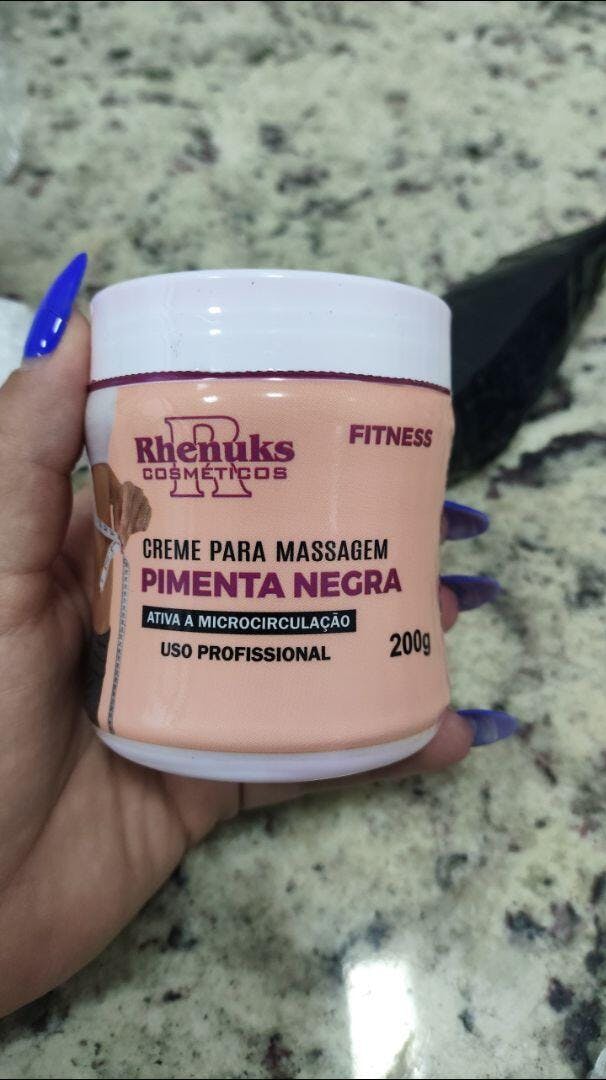 Rhenuks
COSMÉTICOS
R
FITNESS
CREME PARA MASSAGEM
PIMENTA NEGRA
ATIVA A MICROCIRCULAÇÃO
USO PROFISSIONAL
200g